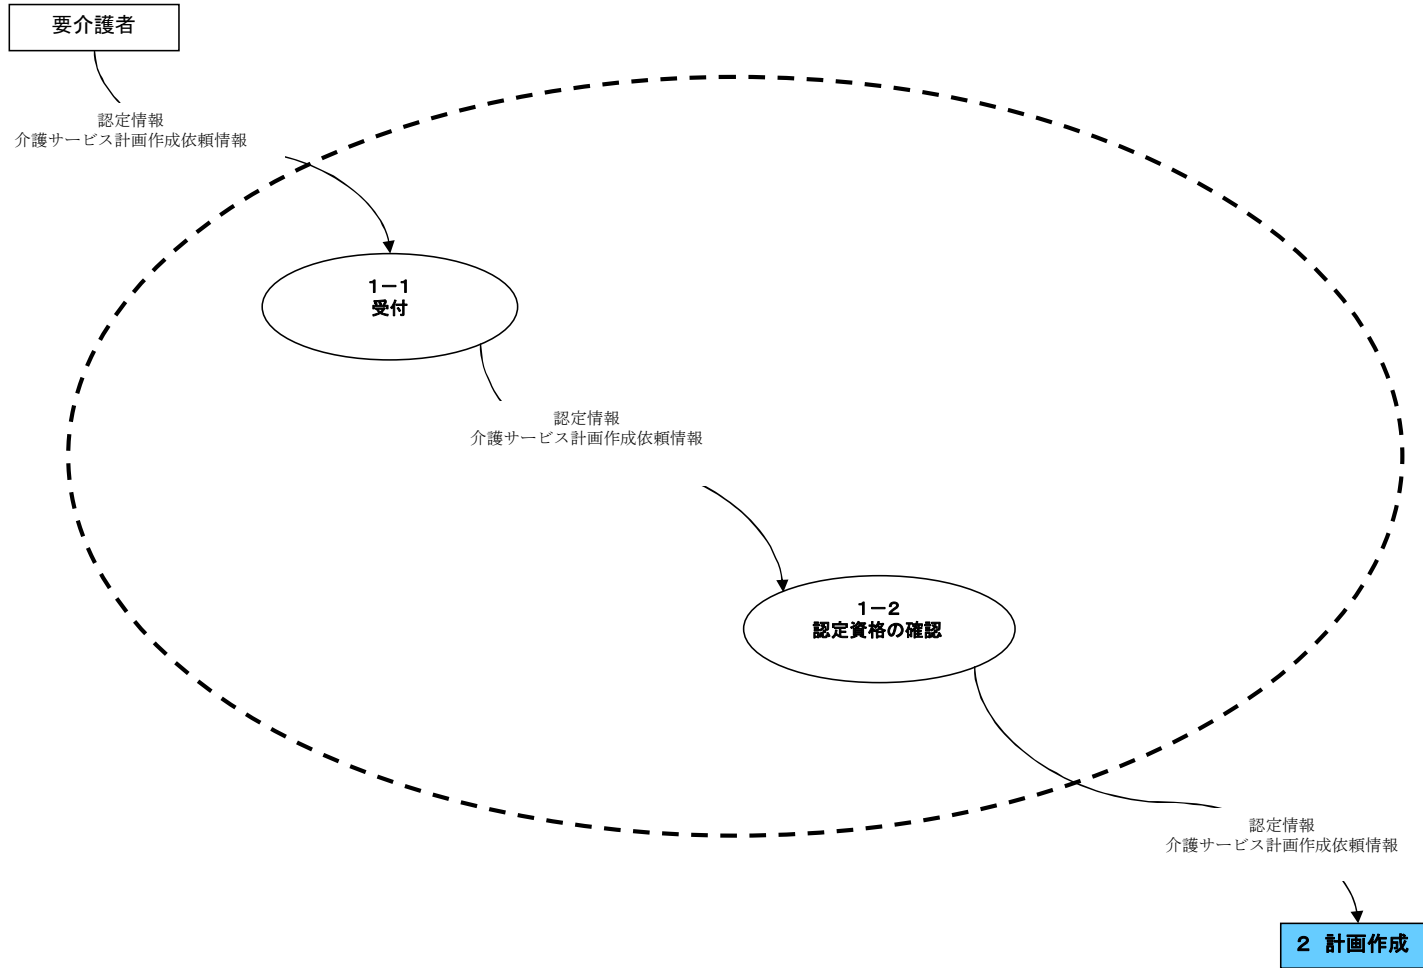 要介護者
認定情報
介護サービス計画作成依頼情報
1－1
受付
認定情報
介護サービス計画作成依頼情報
1－2
認定資格の確認
認定情報
介護サービス計画作成依頼情報
2　計画作成